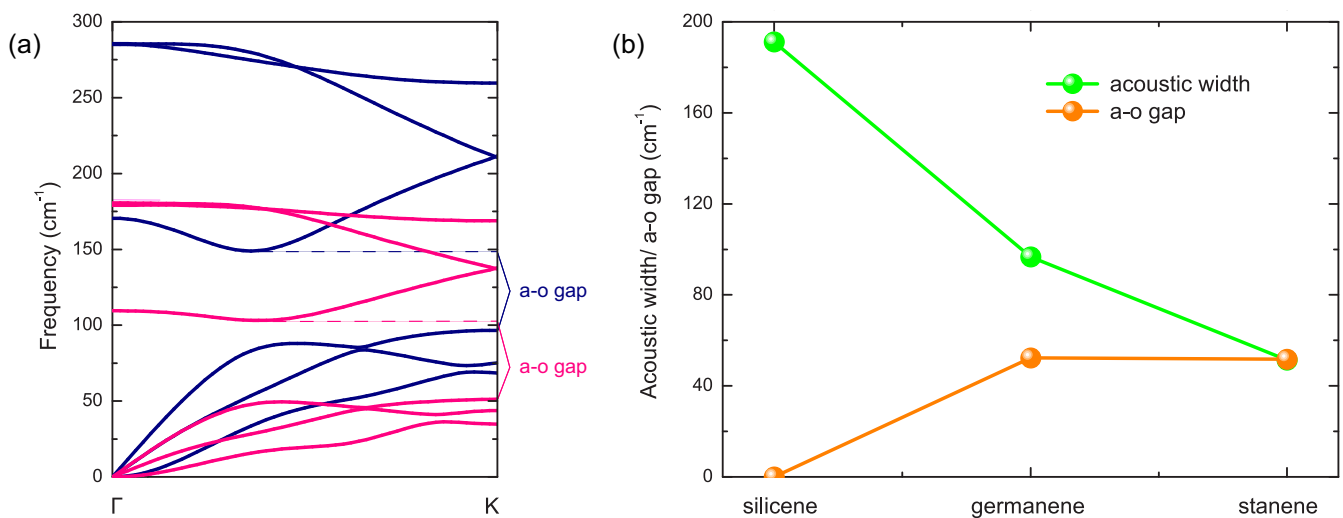 (a)
Frequency (cm⁻¹)
300
250
200
150
100
50
0
Γ
K
a-o gap
a-o gap
(b)
Acoustic width/ a-o gap (cm⁻¹)
200
160
120
80
40
0
silicene
germanene
stanene
acoustic width
a-o gap